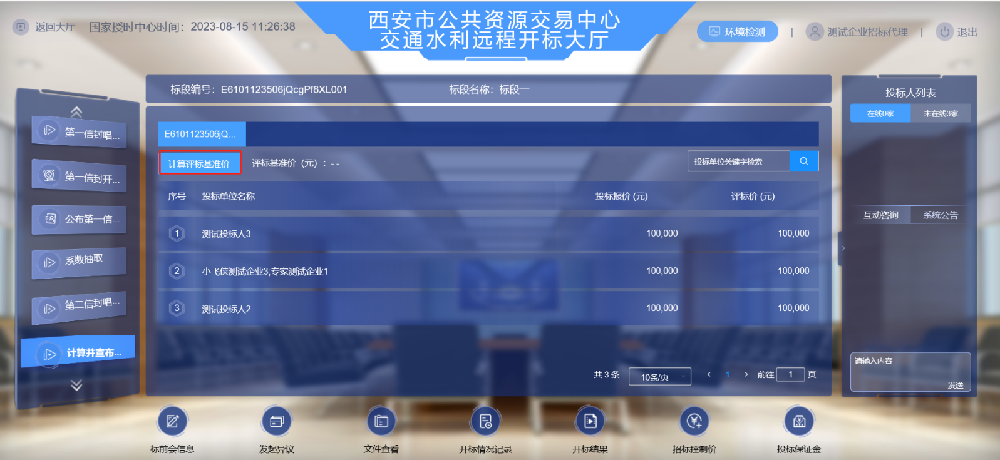 返回大厅
国家授时中心时间：2023-08-15 11:26:38
西安市公共资源交易中心
交通水利远程开标大厅
环境检测
|
测试企业招标代理
|
退出
标段编号：E6101123506jQcgPf8XL001
标段名称：标段一
第一信封唱...
第一信封开...
公布第一信...
系数抽取
第二信封唱...
计算并宣布...
E6101123506jQ...
计算评标基准价
评标基准价（元）：- -
投标单位关键字检索
序号 投标单位名称 投标报价 (元) 评标价 (元)
1 测试投标人3 100,000 100,000
2 小飞侠测试企业3;专家测试企业1 100,000 100,000
3 测试投标人2 100,000 100,000
共 3 条 10条/页 < 1 > 前往 1 页
投标人列表
在线0家 未在线3家
互动咨询 系统公告
>
请输入内容
发送
标前会信息
发起异议
文件查看
开标情况记录
开标结果
招标控制价
投标保证金